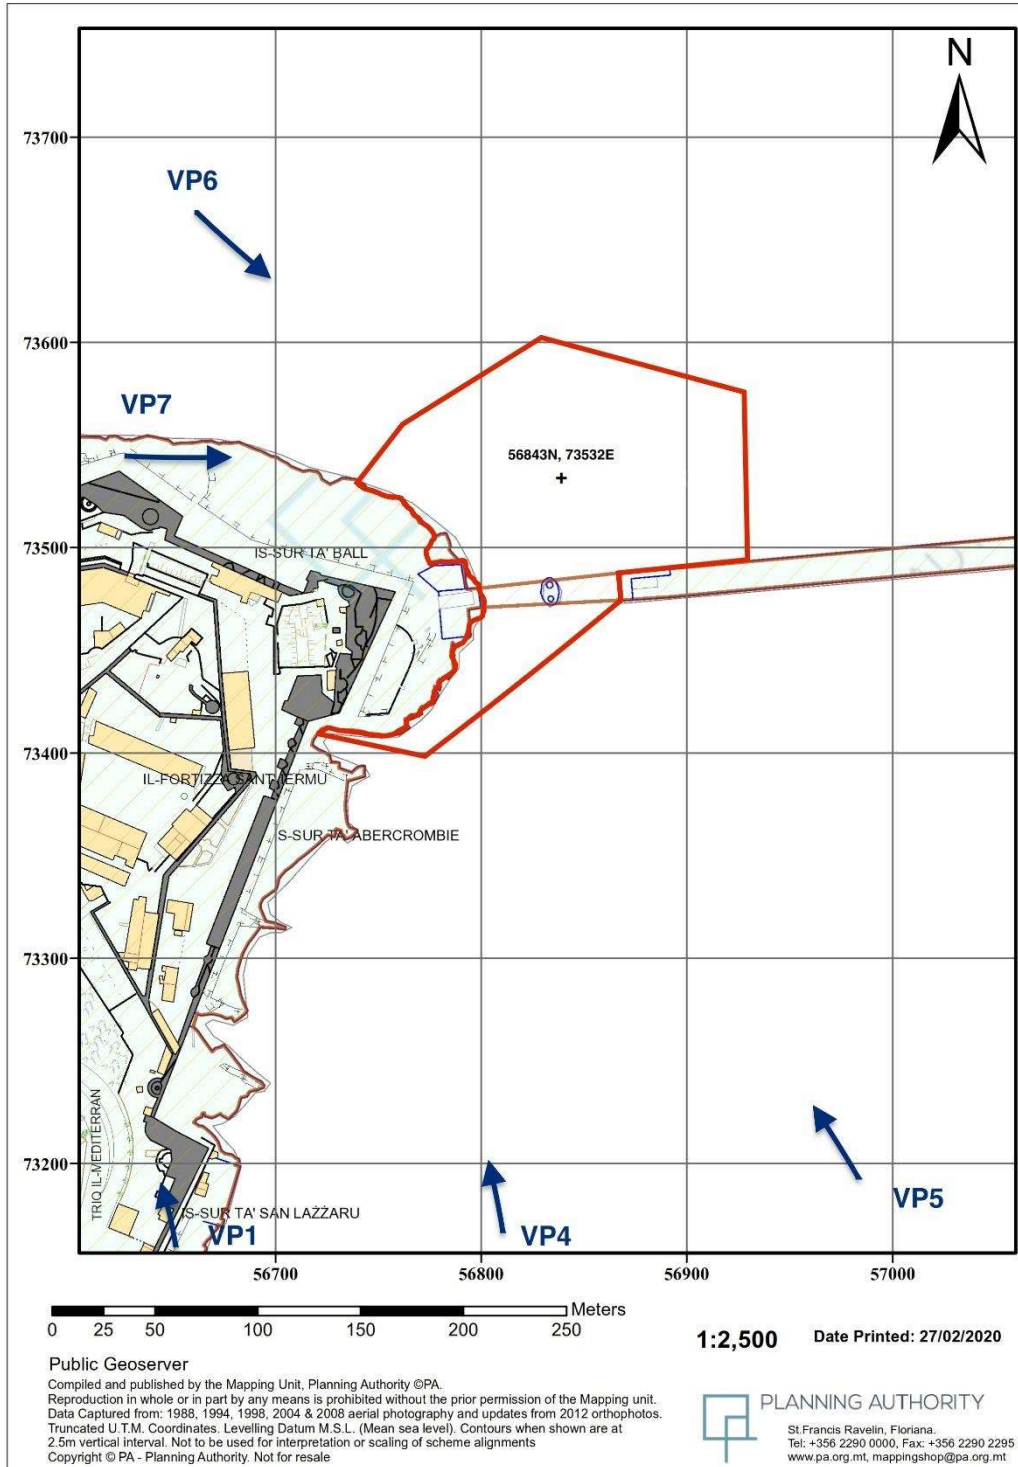 N
73700
VP6
73600
VP7
56843N, 73532E
+
73500
IS-SUR TA' BALL
73400
IL-FORTIZZA SANT'IERMU
S-SUR TA' ABERCROMBIE
73300
TRIQ IL-MEDITERRAN
73200
IS-SUR TA' SAN LAŻŻARU
VP1
VP4
VP5
56700 56800 56900 57000
Meters
0 25 50 100 150 200 250
1:2,500 Date Printed: 27/02/2020
Public Geoserver
Compiled and published by the Mapping Unit, Planning Authority ©PA.
Reproduction in whole or in part by any means is prohibited without the prior permission of the Mapping unit.
Data Captured from: 1988, 1994, 1998, 2004 & 2008 aerial photography and updates from 2012 orthophotos.
Truncated U.T.M. Coordinates. Levelling Datum M.S.L. (Mean sea level). Contours when shown are at
2.5m vertical interval. Not to be used for interpretation or scaling of scheme alignments
Copyright © PA - Planning Authority. Not for resale
PLANNING AUTHORITY
St.Francis Ravelin, Floriana.
Tel: +356 2290 0000, Fax: +356 2290 2295
www.pa.org.mt, mappingshop@pa.org.mt